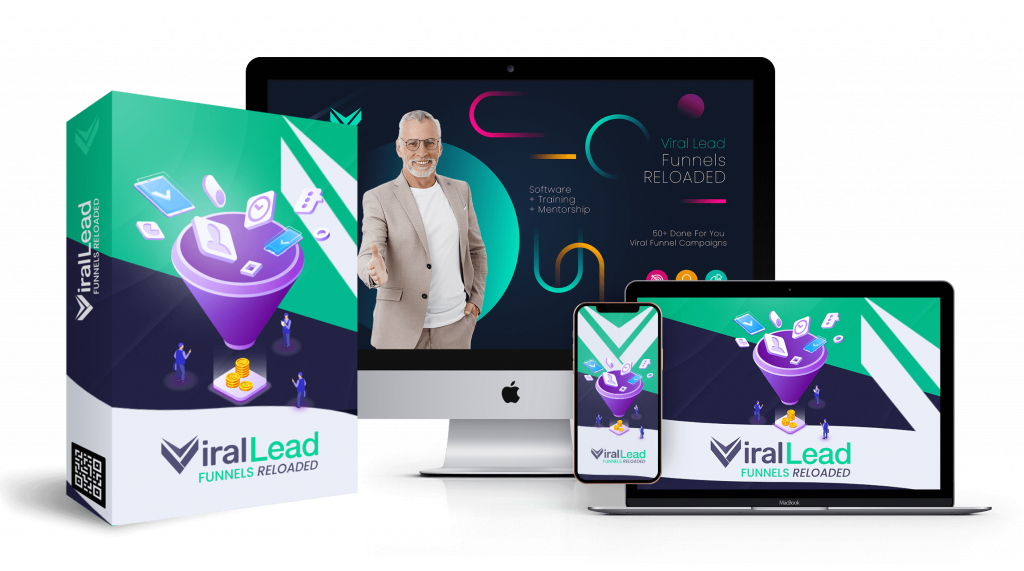 ViralLead
FUNNELS RELOADED
ViralLead
FUNNELS RELOADED
Viral Lead
Funnels
RELOADED
Software
+ Training
+ Mentorship
50+ Done For You
Viral Funnel Campaigns
ViralLead
FUNNELS RELOADED
ViralLead
FUNNELS RELOADED
MacBook